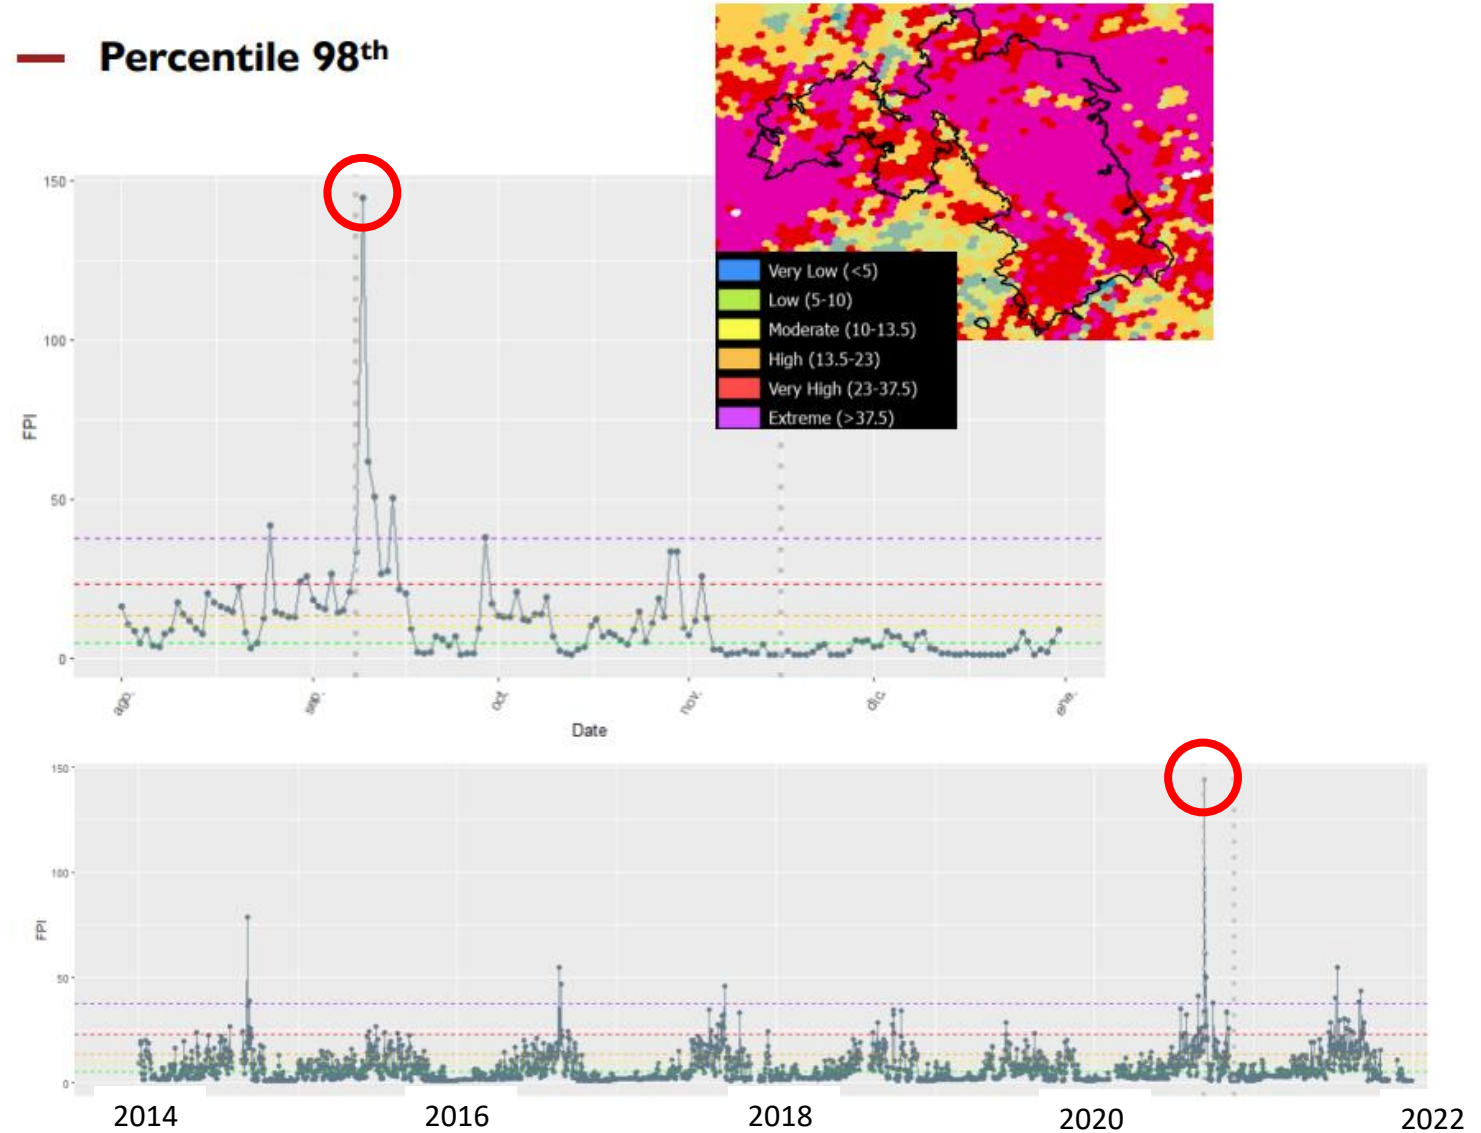 Percentile 98th
Very Low (<5)
Low (5-10)
Moderate (10-13.5)
High (13.5-23)
Very High (23-37.5)
Extreme (>37.5)
150
100
50
0
FPI
ago.
sep.
oct.
nov.
dic.
ene.
Date
150
100
50
0
FPI
2014
2016
2018
2020
2022